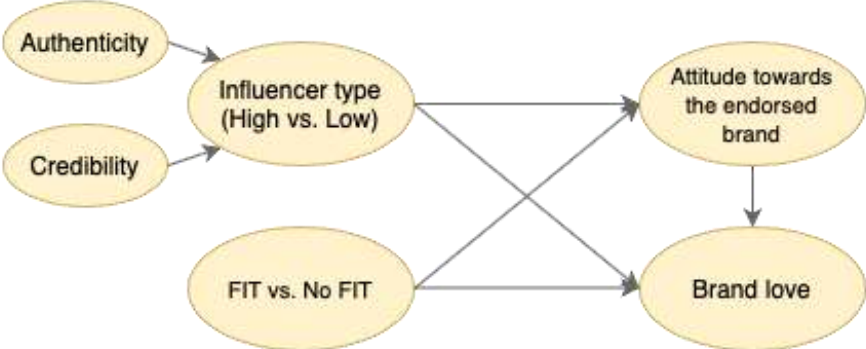 Authenticity
Influencer type
(High vs. Low)
Attitude towards
the endorsed
brand
Credibility
FIT vs. No FIT
Brand love